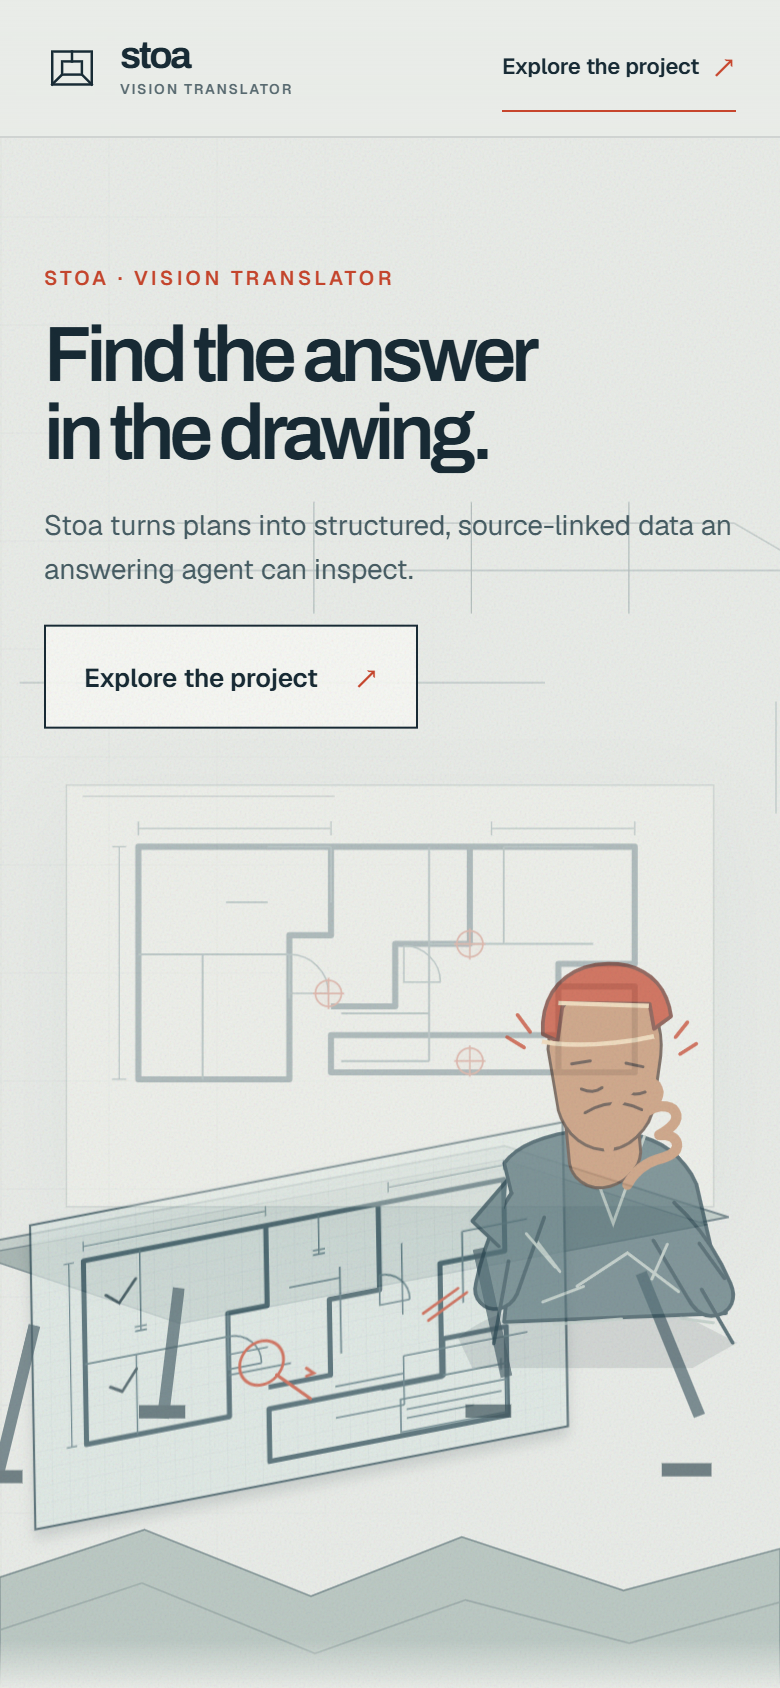 stoa
VISION TRANSLATOR
Explore the project ↗
STOA · VISION TRANSLATOR
Find the answer
in the drawing.
Stoa turns plans into structured, source-linked data an
answering agent can inspect.
Explore the project ↗